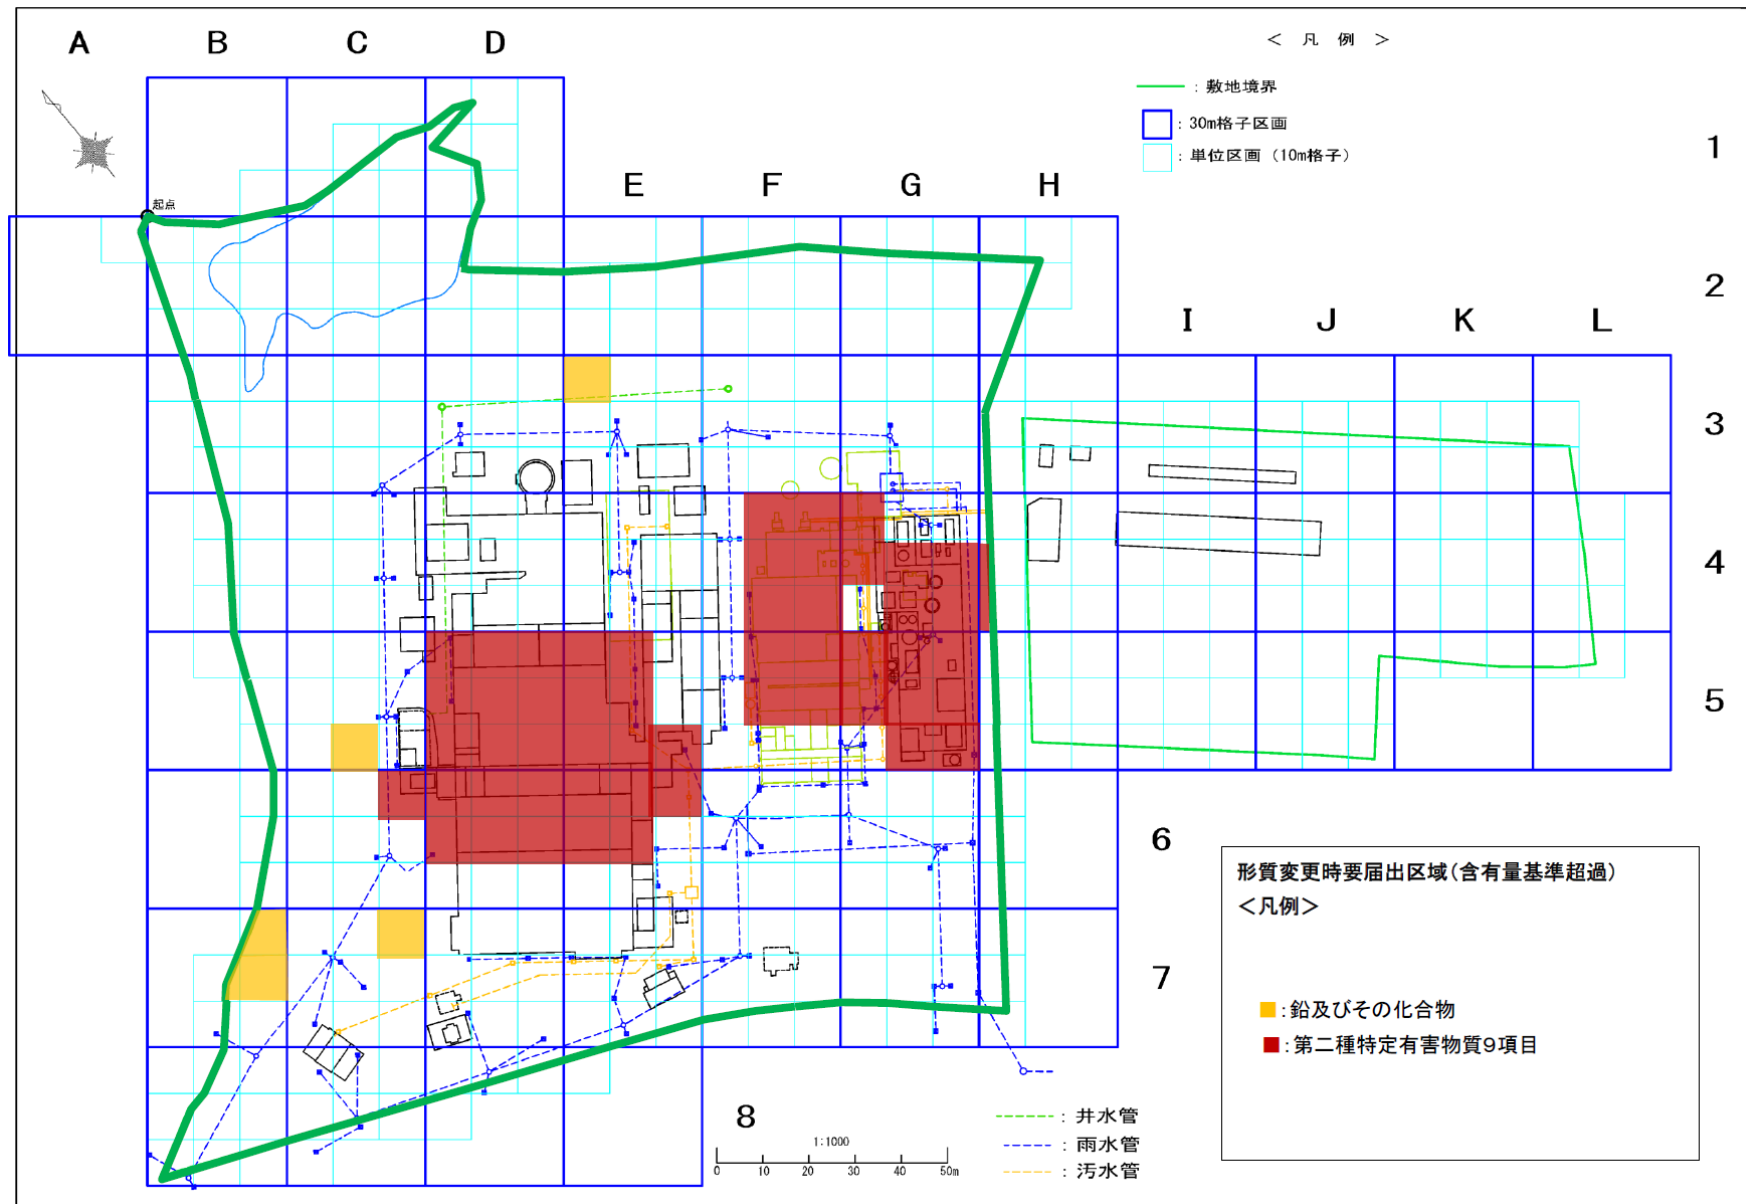 A
B
C
D
< 凡 例 >
: 敷地境界
: 30m格子区画
: 単位区画 (10m格子)
1
E
F
G
H
起点
2
I
J
K
L
3
4
5
6
形質変更時要届出区域(含有量基準超過)
<凡例>
■:鉛及びその化合物
■:第二種特定有害物質9項目
7
8
1:1000
0 10 20 30 40 50m
: 井水管
: 雨水管
: 汚水管